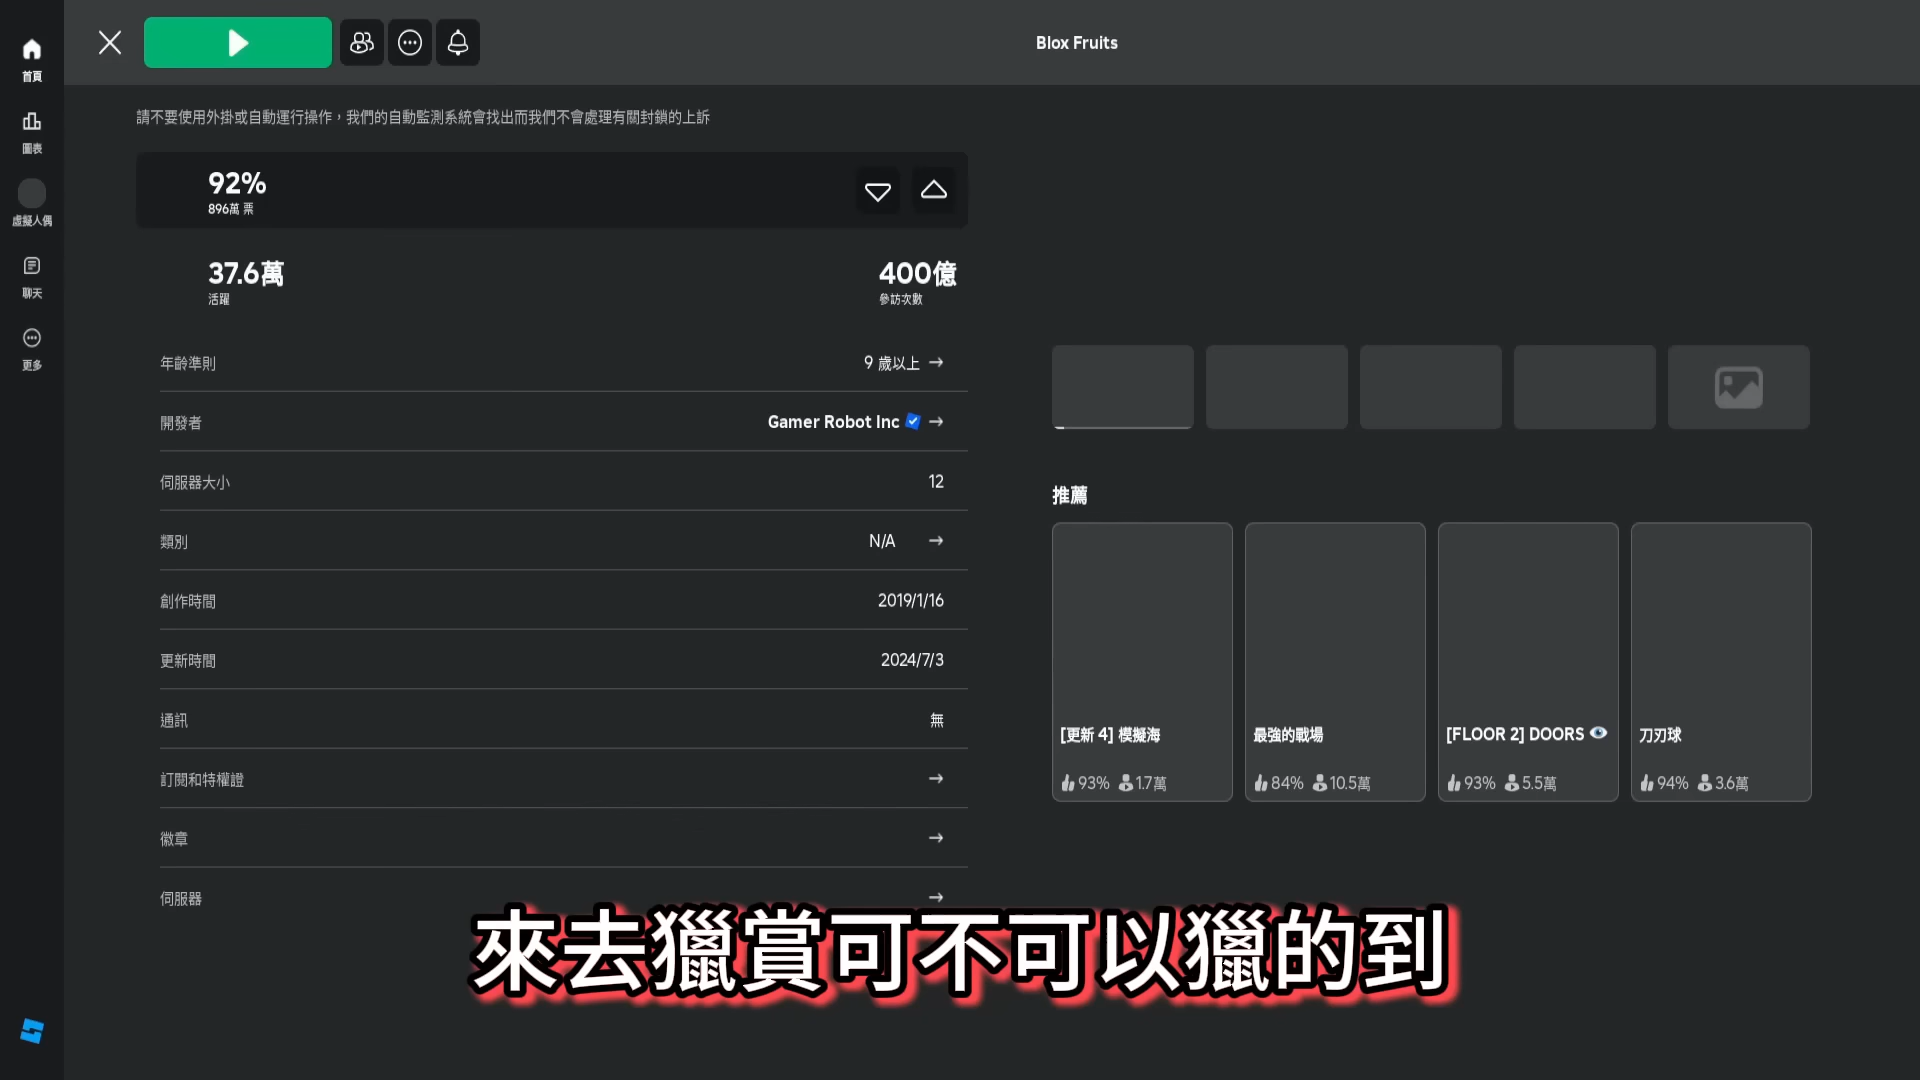 Blox Fruits
首頁
圖表
虛擬人偶
聊天
更多
請不要使用外掛或自動運行操作，我們的自動監測系統會找出而我們不會處理有關封鎖的上訴
92%
896萬 票
37.6萬
活躍
400億
參訪次數
年齡準則
9 歲以上
開發者
Gamer Robot Inc
伺服器大小
12
類別
N/A
創作時間
2019/1/16
更新時間
2024/7/3
通訊
無
訂閱和特權證
徽章
伺服器
推薦
[更新 4] 模擬海
93% 1.7萬
最強的戰場
84% 10.5萬
[FLOOR 2] DOORS 👁️
93% 5.5萬
刀刃球
94% 3.6萬
來去獵賞可不可以獵的到